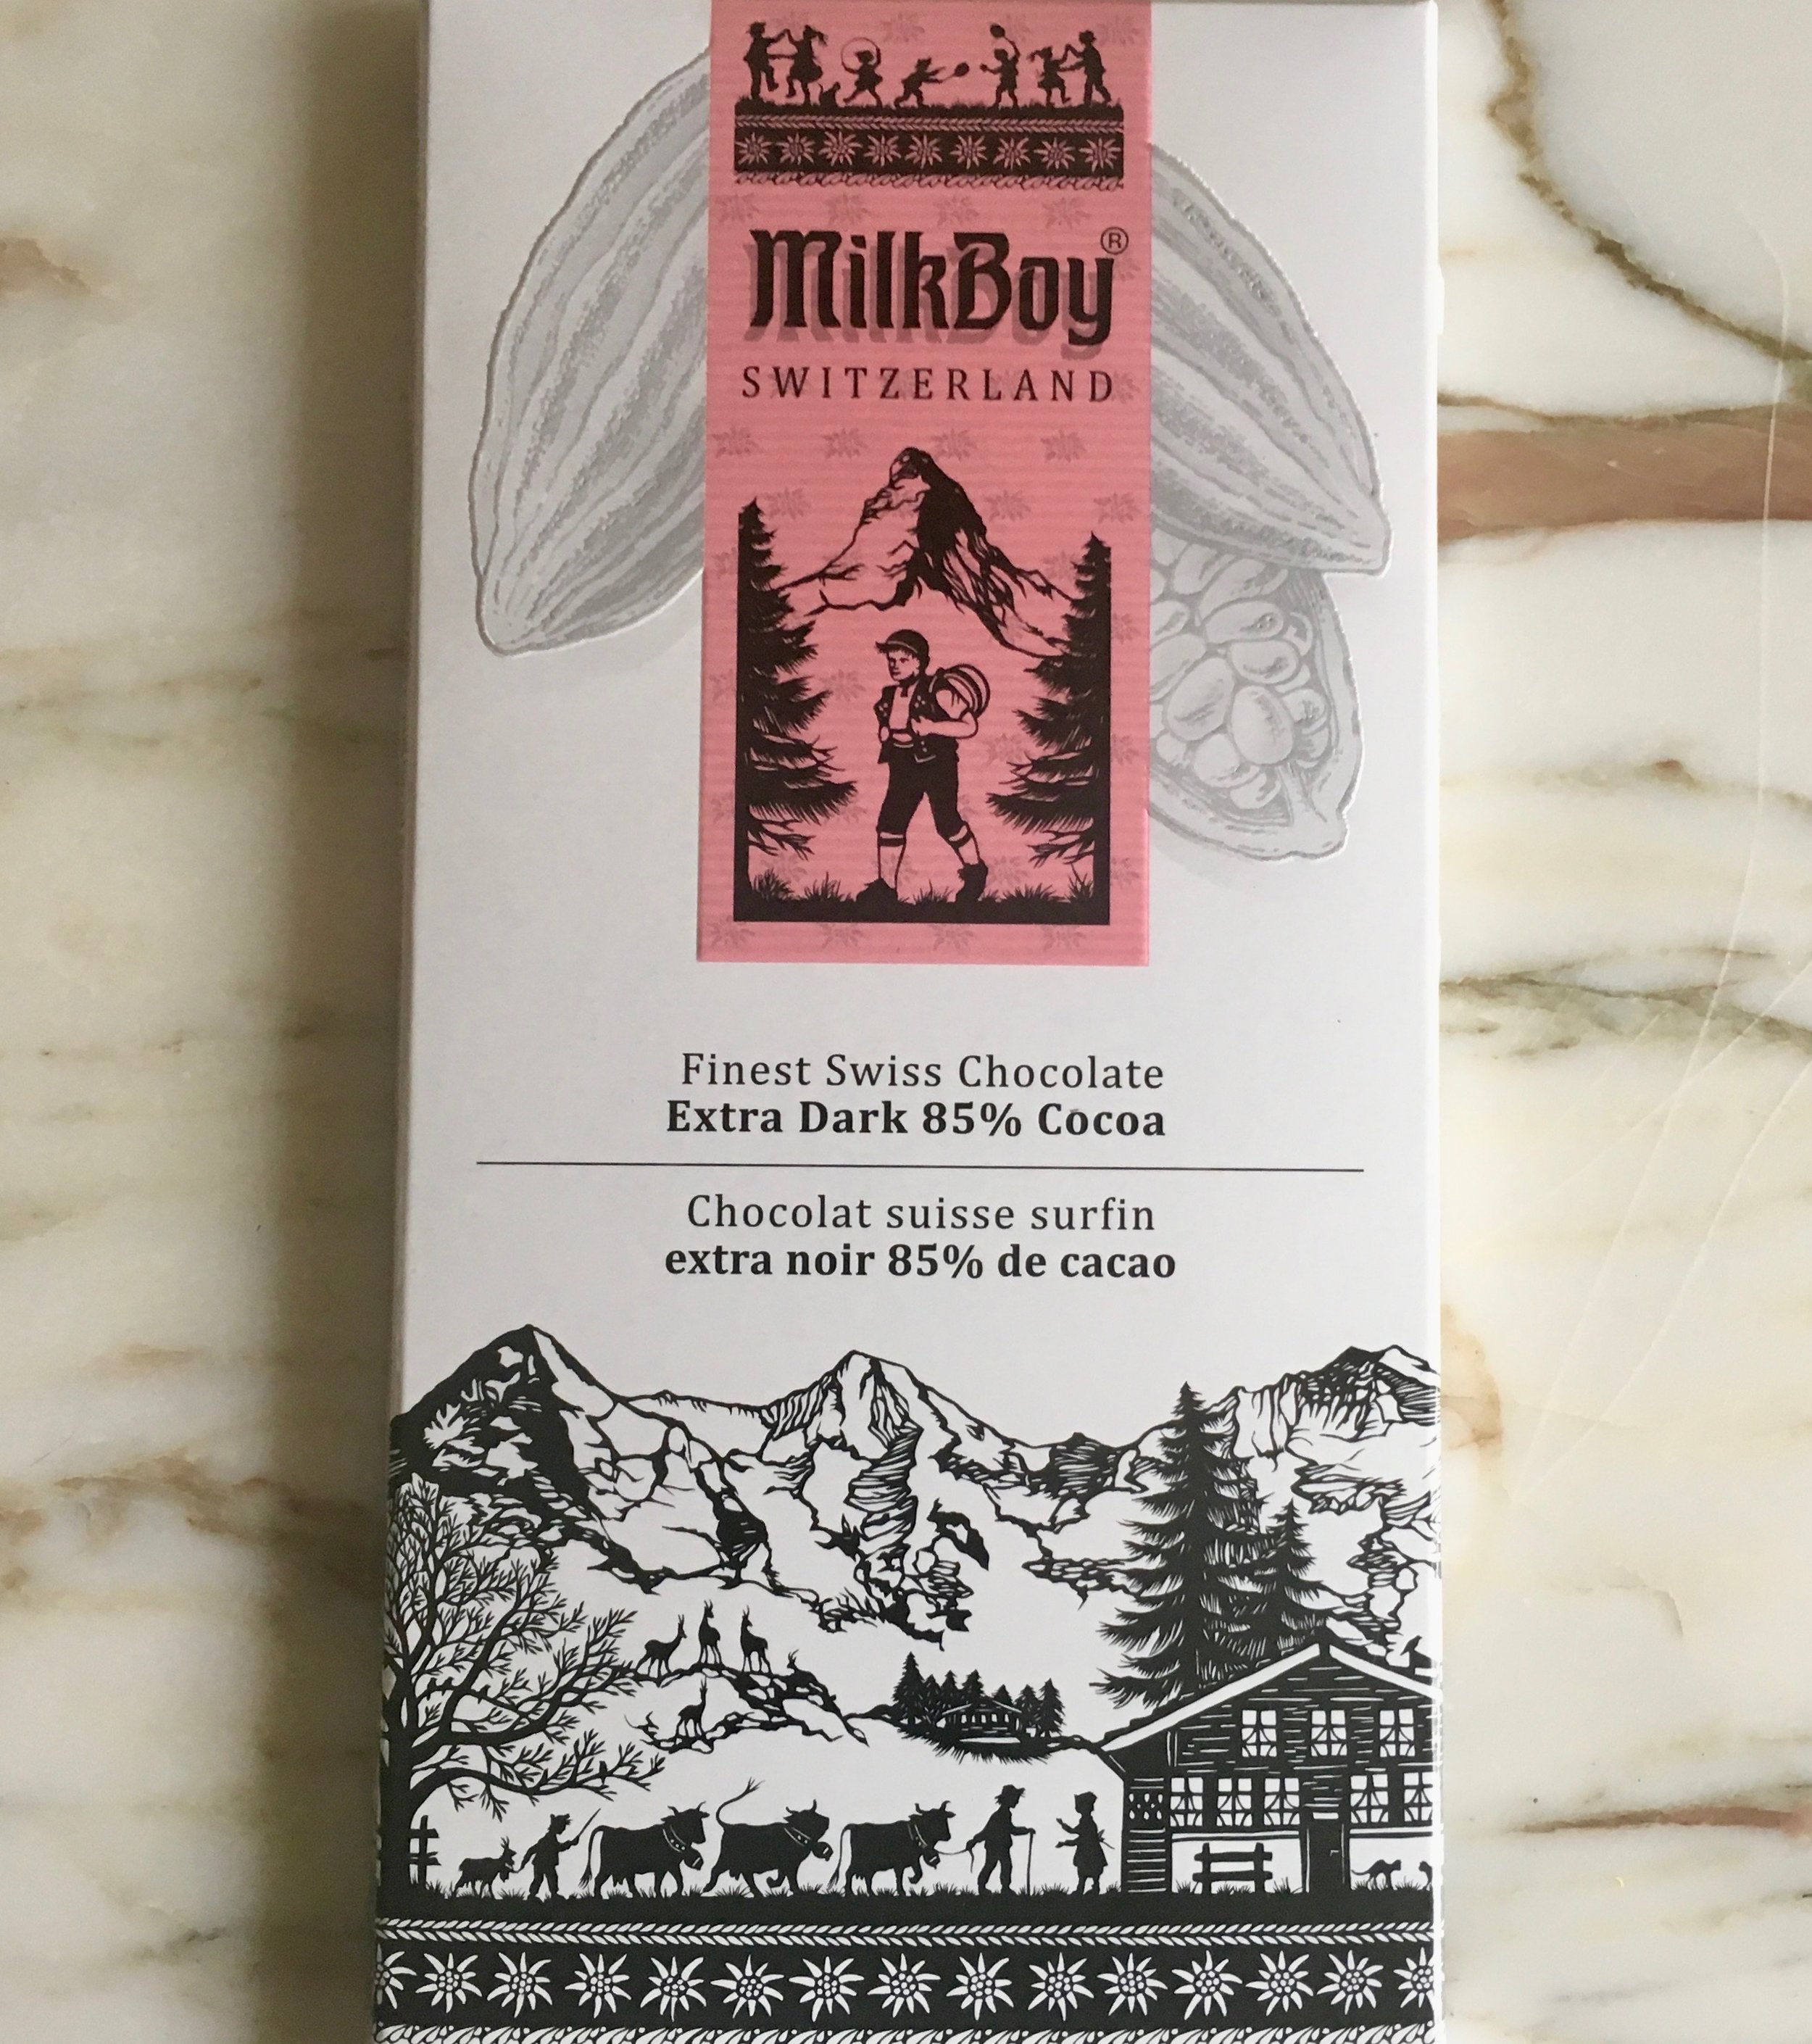 MilkBoy®
SWITZERLAND
Finest Swiss Chocolate
Extra Dark 85% Cocoa
Chocolat suisse surfin
extra noir 85% de cacao